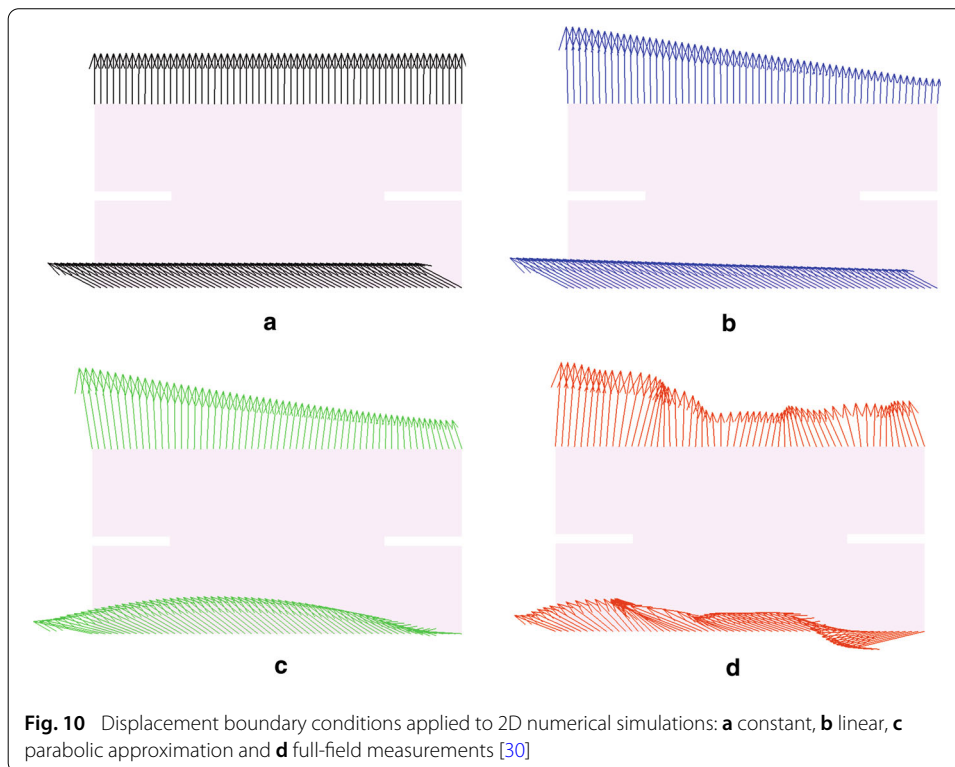 a
b
c
d
Fig. 10 Displacement boundary conditions applied to 2D numerical simulations: a constant, b linear, c
parabolic approximation and d full-field measurements [30]